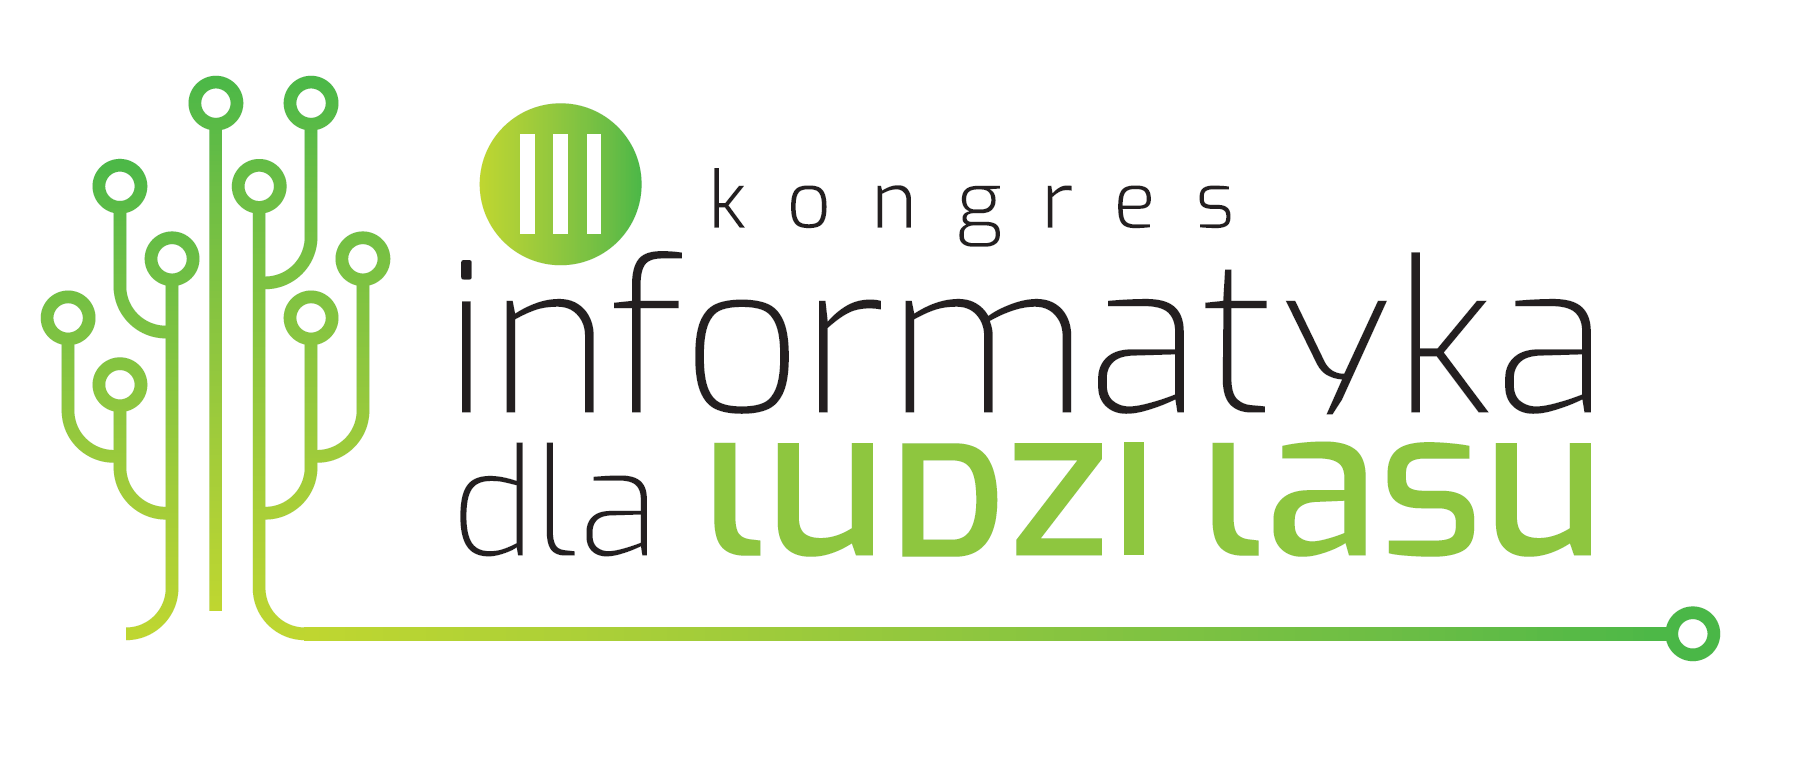 III kongres
informatyka
dla LUDZI Lasu